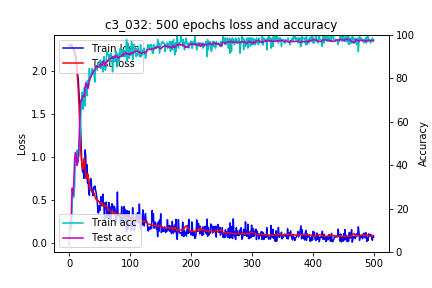 c3_032: 500 epochs loss and accuracy
Train loss
Test loss
Train acc
Test acc
Loss
2.0
1.5
1.0
0.5
0.0
Accuracy
100
80
60
40
20
0
0
100
200
300
400
500